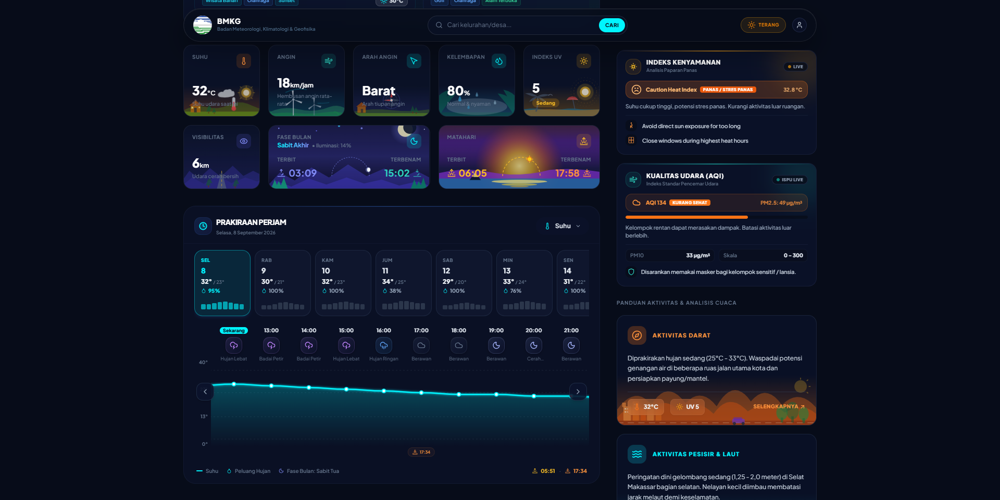 Wisata Bahari
Olahraga
Sunset
30°C
Golf
Olahraga
Alam Terbuka
BMKG
Badan Meteorologi, Klimatologi & Geofisika
Cari kelurahan/desa...
CARI
TERANG
SUHU
32°C
Suhu udara saat ini
ANGIN
18km/jam
Hembusan angin rata-
rata
ARAH ANGIN
Barat
Arah tiupan angin
KELEMBAPAN
80%
Normal & nyaman
INDEKS UV
5
Sedang
VISIBILITAS
6km
Udara cerah bersih
FASE BULAN
Sabit Akhir • Iluminasi: 14%
TERBIT
TERBENAM
03:09
15:02
MATAHARI
TERBIT
TERBENAM
06:05
17:58
PRAKIRAAN PERJAM
Selasa, 8 September 2026
Suhu
SEL
8
32° / 23°
95%
RAB
9
30° / 21°
100%
KAM
10
32° / 23°
100%
JUM
11
34° / 25°
38%
SAB
12
29° / 20°
100%
MIN
13
33° / 24°
76%
SEN
14
31° / 22°
100%
Sekarang
13:00
14:00
15:00
16:00
17:00
18:00
19:00
20:00
21:00
Hujan Lebat
Badai Petir
Badai Petir
Hujan Lebat
Hujan Ringan
Berawan
Berawan
Berawan
Cerah...
Berawan
40°
13°
0°
17:34
Suhu
Peluang Hujan
Fase Bulan: Sabit Tua
05:51 · 17:34
INDEKS KENYAMANAN
Analisis Paparan Panas
LIVE
Caution Heat Index
PANAS / STRES PANAS
32.8 °C
Suhu cukup tinggi, potensi stres panas. Kurangi aktivitas luar ruangan.
Avoid direct sun exposure for too long
Close windows during highest heat hours
KUALITAS UDARA (AQI)
Indeks Standar Pencemar Udara
ISPU LIVE
AQI 134
KURANG SEHAT
PM2.5: 49 µg/m³
Kelompok rentan dapat merasakan dampak. Batasi aktivitas luar
berlebih.
PM10
33 µg/m³
Skala
0 – 300
Disarankan memakai masker bagi kelompok sensitif / lansia.
PANDUAN AKTIVITAS & ANALISIS CUACA
AKTIVITAS DARAT
Diprakirakan hujan sedang (25°C - 33°C). Waspadai potensi
genangan air di beberapa ruas jalan utama kota dan
persiapkan payung/mantel.
32°C
UV 5
SELENGKAPNYA
AKTIVITAS PESISIR & LAUT
Peringatan dini gelombang sedang (1,25 - 2,0 meter) di Selat
Makassar bagian selatan. Nelayan kecil diimbau membatasi
jarak melaut demi keselamatan.